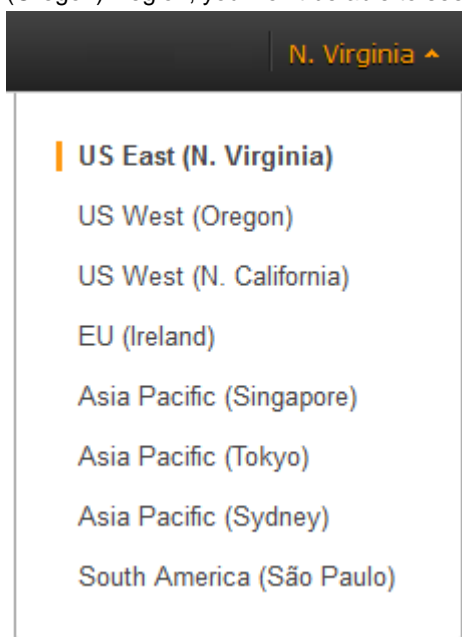 N. Virginia
US East (N. Virginia)
US West (Oregon)
US West (N. California)
EU (Ireland)
Asia Pacific (Singapore)
Asia Pacific (Tokyo)
Asia Pacific (Sydney)
South America (São Paulo)